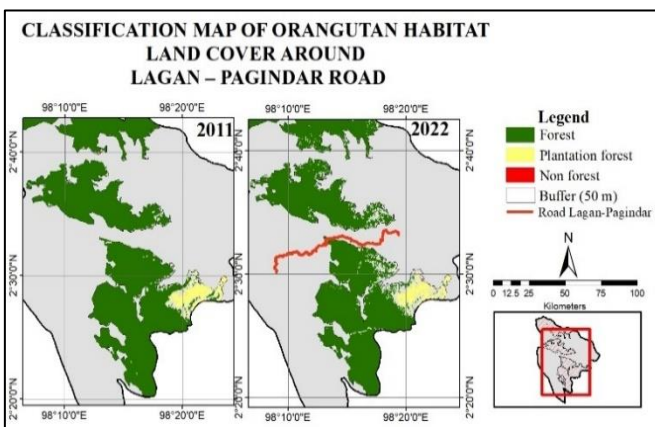 CLASSIFICATION MAP OF ORANGUTAN HABITAT
LAND COVER AROUND
LAGAN – PAGINDAR ROAD
98°10'0"E 98°20'0"E 98°10'0"E 98°20'0"E
2011
2022
2°40'0"N
2°30'0"N
2°20'0"N
2°40'0"N
2°30'0"N
2°20'0"N
98°10'0"E 98°20'0"E 98°10'0"E 98°20'0"E
Legend
Forest
Plantation forest
Non forest
Buffer (50 m)
Road Lagan-Pagindar
N
0 12.5 25 50 75 100
Kilometers